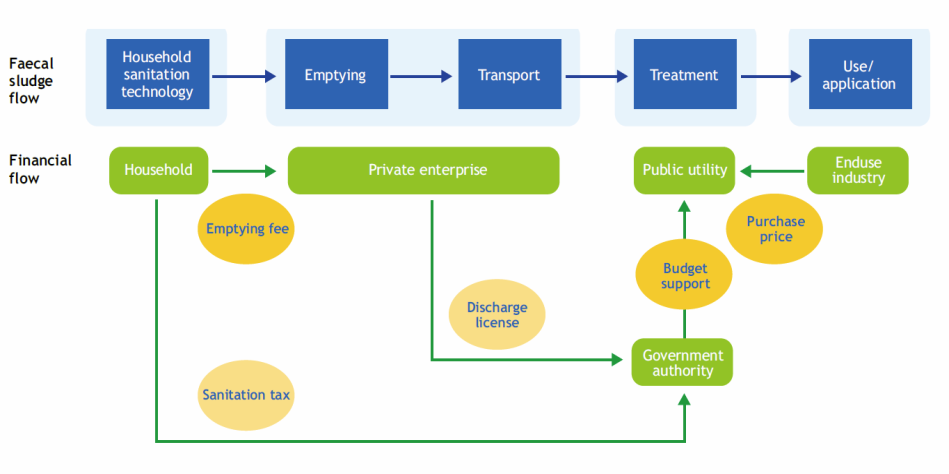 Faecal
sludge
flow
Household
sanitation
technology
Emptying
Transport
Treatment
Use/
application
Financial
flow
Household
Private enterprise
Public utility
Enduse
industry
Emptying fee
Purchase
price
Budget
support
Discharge
license
Government
authority
Sanitation tax